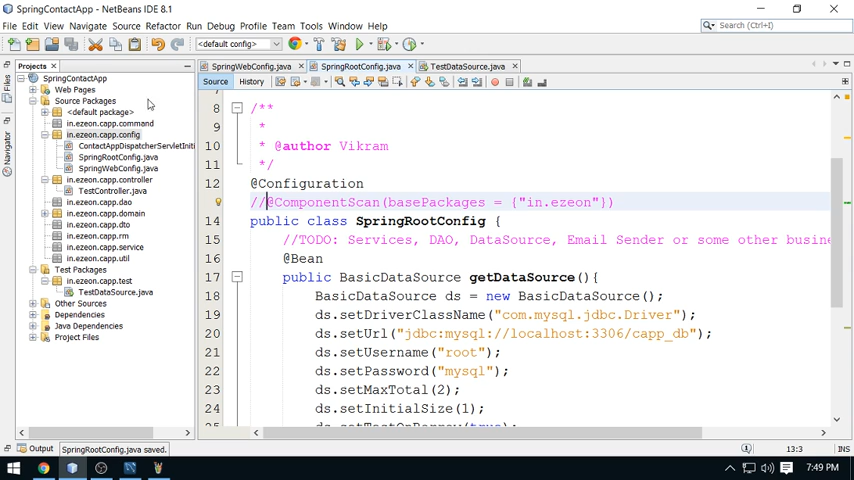 SpringContactApp - NetBeans IDE 8.1
File Edit View Navigate Source Refactor Run Debug Profile Team Tools Window Help
Search (Ctrl+I)
<default config>
Projects
SpringWebConfig.java
SpringRootConfig.java
TestDataSource.java
Source History
Files
Navigator
SpringContactApp
Web Pages
Source Packages
<default package>
in.ezeon.capp.command
in.ezeon.capp.config
ContactAppDispatcherServletIniti
SpringRootConfig.java
SpringWebConfig.java
in.ezeon.capp.controller
TestController.java
in.ezeon.capp.dao
in.ezeon.capp.domain
in.ezeon.capp.dto
in.ezeon.capp.rm
in.ezeon.capp.service
in.ezeon.capp.util
Test Packages
in.ezeon.capp.test
TestDataSource.java
Other Sources
Dependencies
Java Dependencies
Project Files
7
8 /**
9 *
10 * @author Vikram
11 */
12 @Configuration
//@ComponentScan(basePackages = {"in.ezeon"})
14 public class SpringRootConfig {
15 //TODO: Services, DAO, DataSource, Email Sender or some other busin
16 @Bean
17 public BasicDataSource getDataSource(){
18 BasicDataSource ds = new BasicDataSource();
19 ds.setDriverClassName("com.mysql.jdbc.Driver");
20 ds.setUrl("jdbc:mysql://localhost:3306/capp_db");
21 ds.setUsername("root");
22 ds.setPassword("mysql");
23 ds.setMaxTotal(2);
24 ds.setInitialSize(1);
ds.setTestOnBorrow(true);
Output
SpringRootConfig.java saved.
13:3
INS
7:49 PM